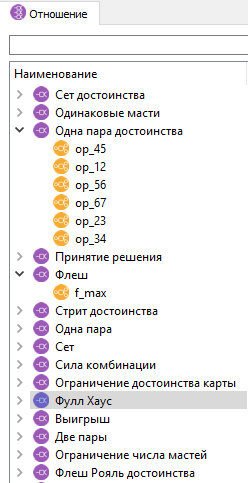 Отношение
Наименование
Сет достоинства
Одинаковые масти
Одна пара достоинства
op_45
op_12
op_56
op_67
op_23
op_34
Принятие решения
Флеш
f_max
Стрит достоинства
Одна пара
Сет
Сила комбинации
Ограничение достоинства карты
Фулл Хаус
Выигрыш
Две пары
Ограничение числа мастей
Флеш Рояль достоинства